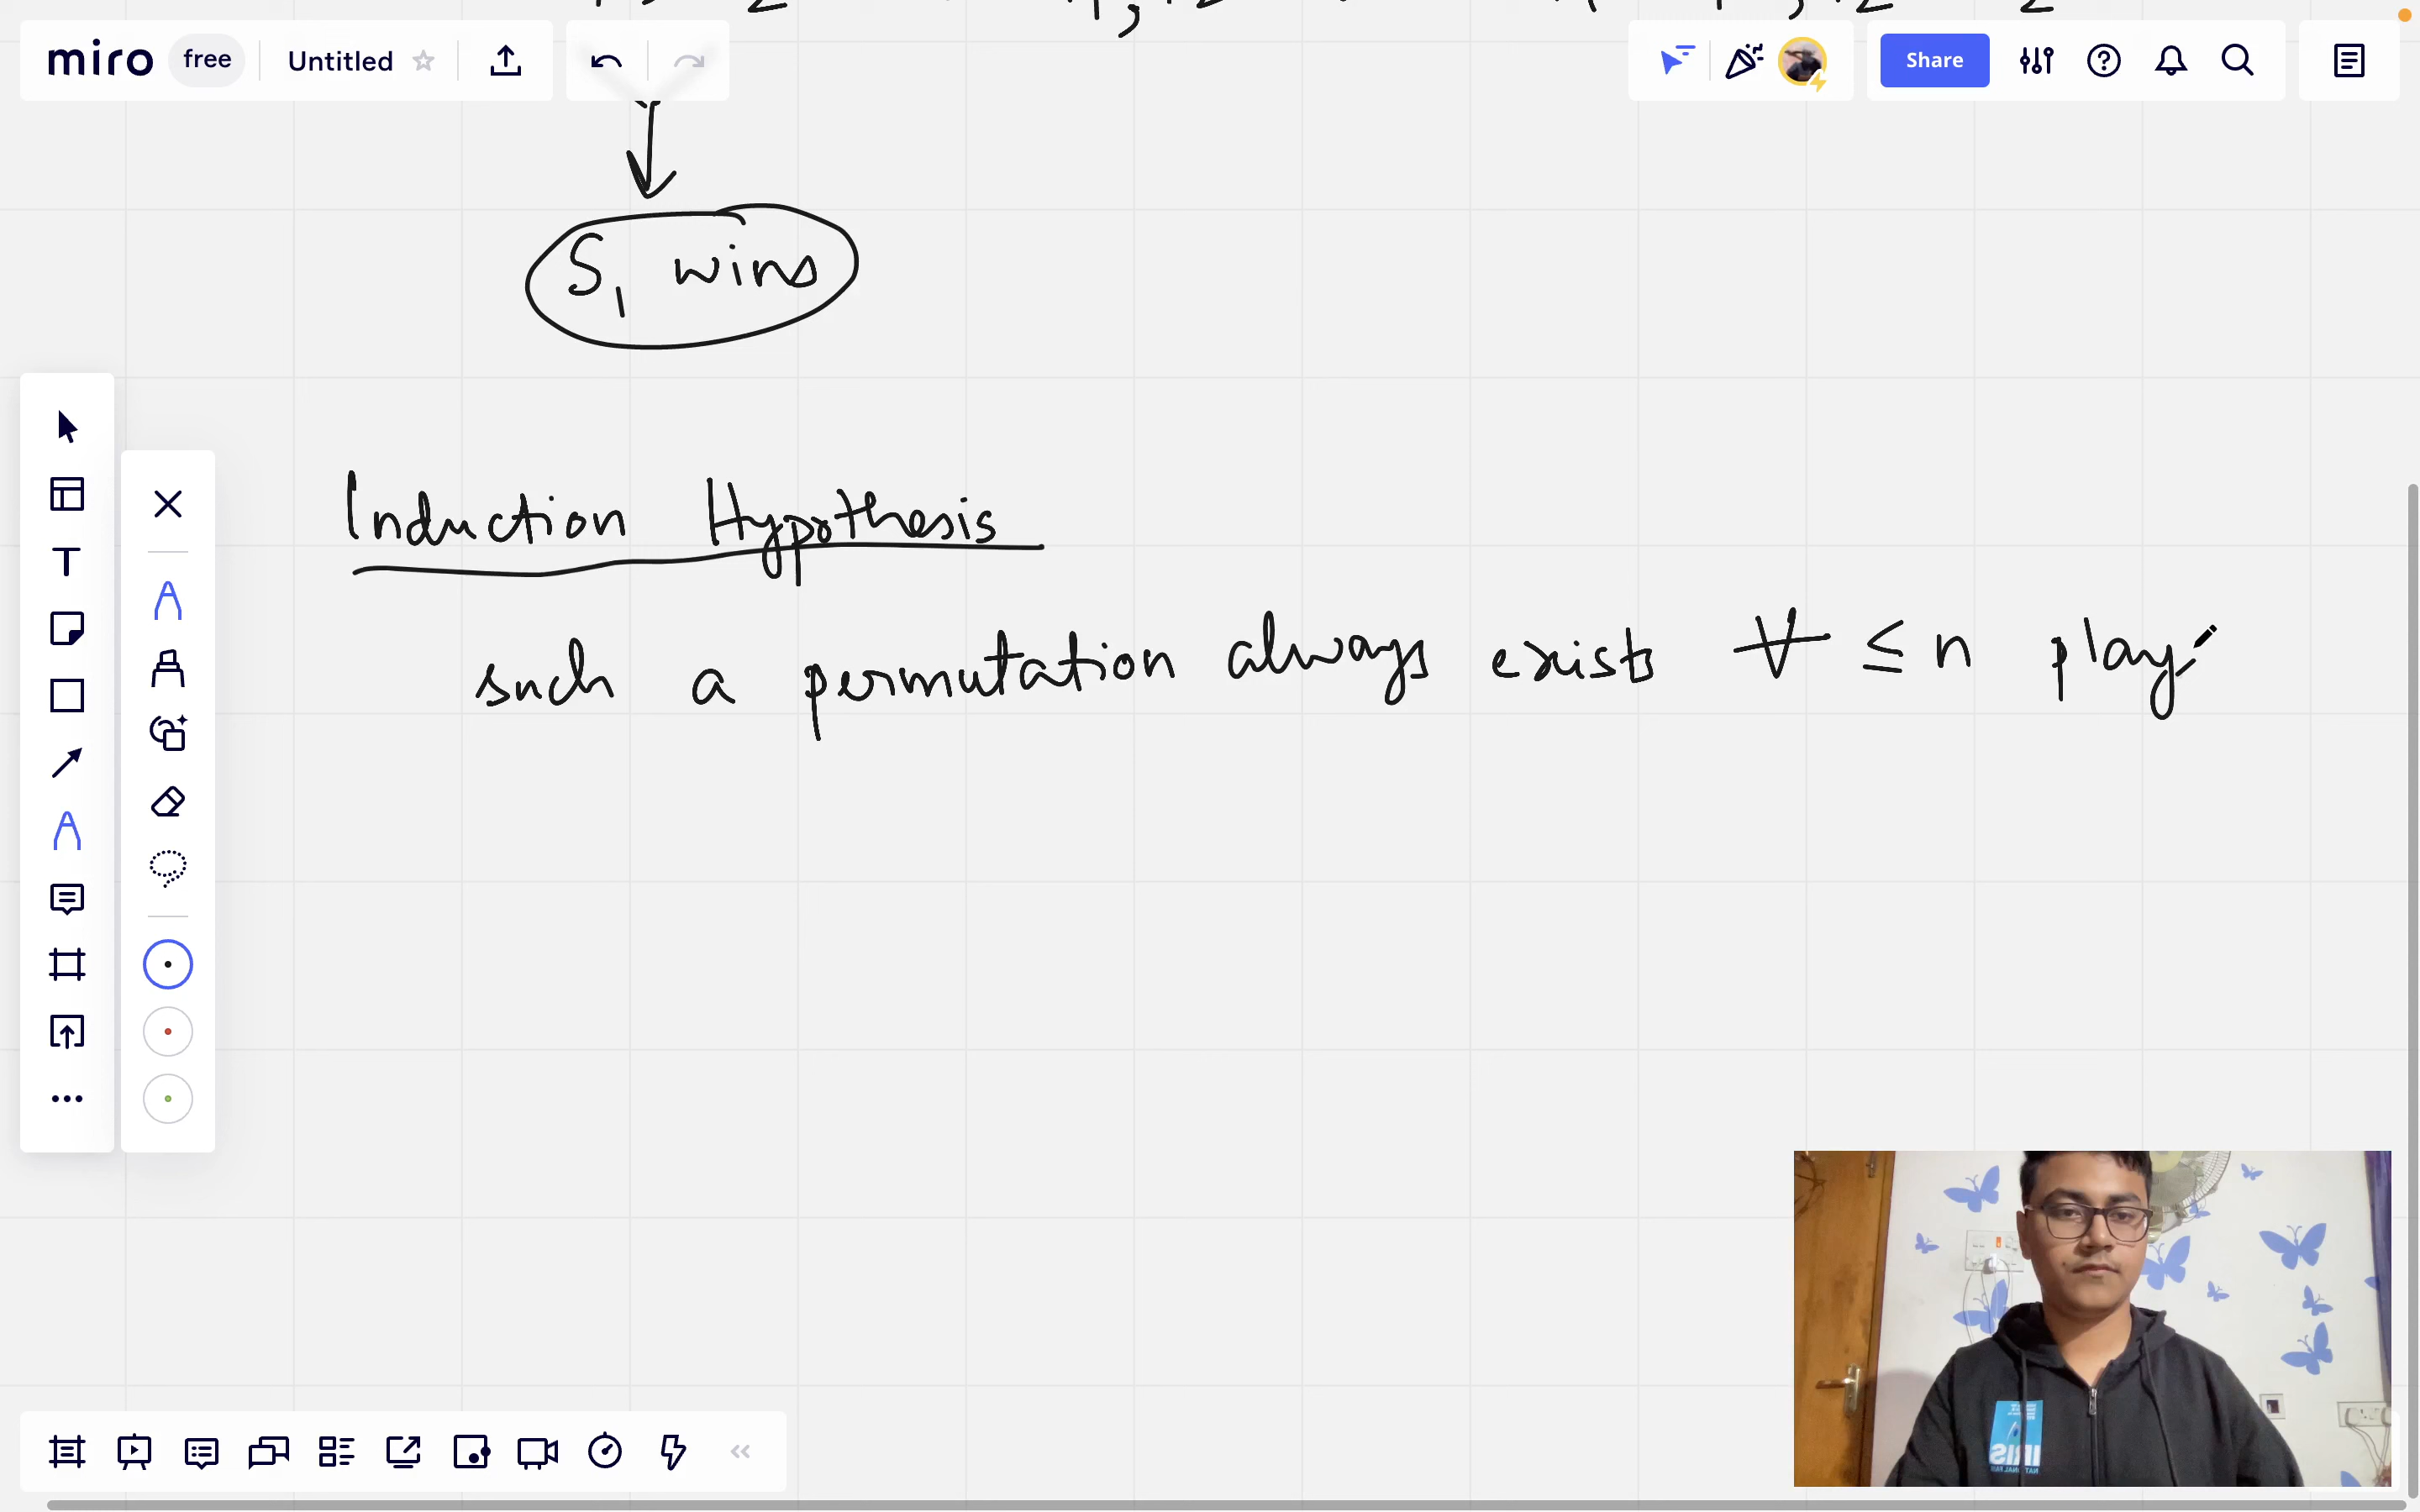 miro free Untitled Share
S₁ wins
Induction Hypothesis
such a permutation always exists ∀ ≤ n play